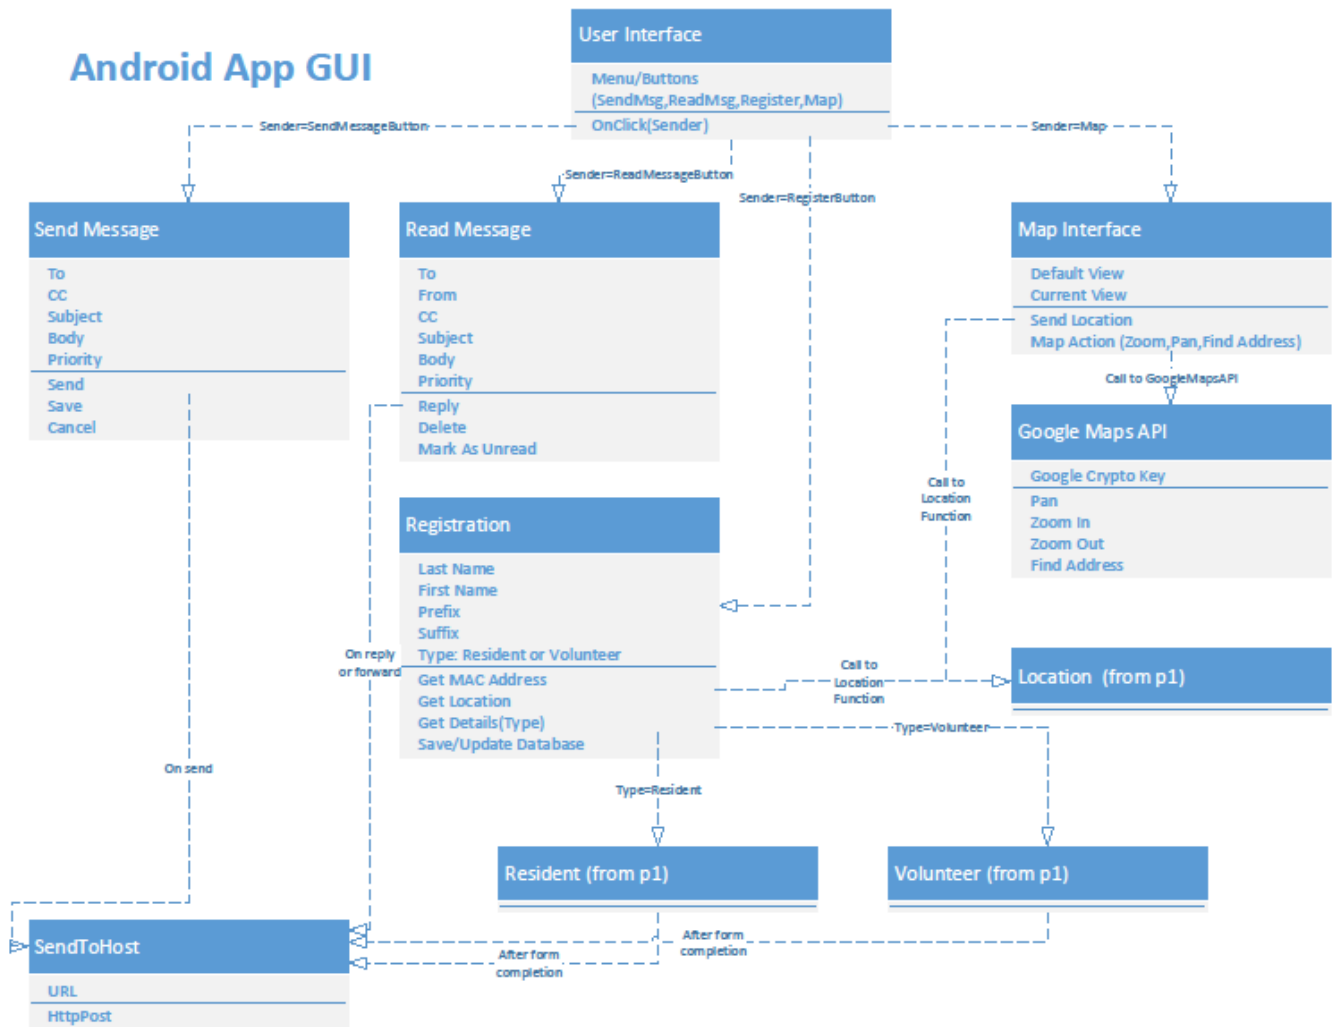 Android App GUI
User Interface
Menu/Buttons
(SendMsg,ReadMsg,Register,Map)
OnClick(Sender)
Sender=SendMessageButton
Sender=Map
Sender=ReadMessageButton
Sender=RegisterButton
Send Message
To
CC
Subject
Body
Priority
Send
Save
Cancel
Read Message
To
From
CC
Subject
Body
Priority
Reply
Delete
Mark As Unread
Map Interface
Default View
Current View
Send Location
Map Action (Zoom,Pan,Find Address)
Call to GoogleMapsAPI
Google Maps API
Google Crypto Key
Pan
Zoom In
Zoom Out
Find Address
Call to
Location
Function
Registration
Last Name
First Name
Prefix
Suffix
Type: Resident or Volunteer
Get MAC Address
Get Location
Get Details(Type)
Save/Update Database
On reply
or forward
Call to
Location
Function
Location (from p1)
Type=Volunteer
On send
Type=Resident
Resident (from p1)
Volunteer (from p1)
SendToHost
URL
HttpPost
After form
completion
After form
completion